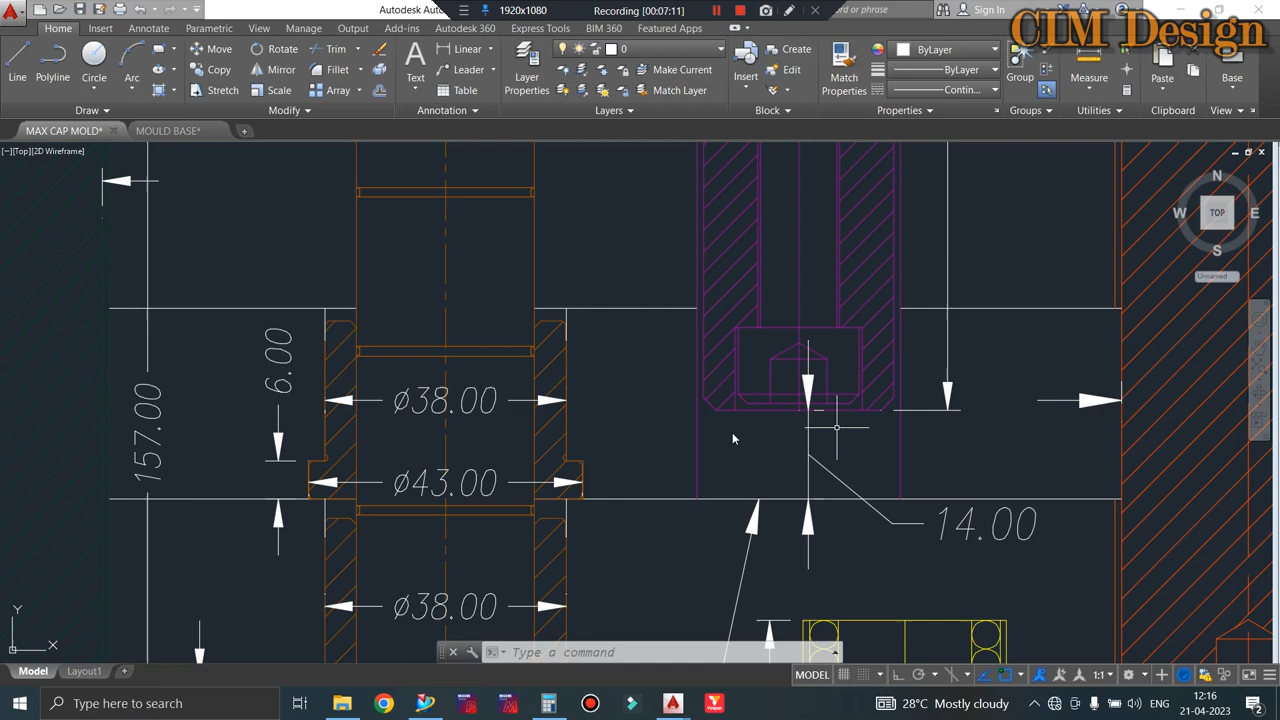 Autodesk Aut
1920x1080
Recording (00:07:11)
ord or phrase
Sign In
CIM Design
Home
Insert
Annotate
Parametric
View
Manage
Output
Add-ins
Autodesk 360
Express Tools
BIM 360
Featured Apps
Line
Polyline
Circle
Arc
Move
Rotate
Trim
Copy
Mirror
Fillet
Stretch
Scale
Array
Text
Linear
Leader
Table
Layer
Properties
0
Make Current
Match Layer
Insert
Create
Edit
Match
Properties
ByLayer
ByLayer
Contin...
Group
Measure
Paste
Base
Draw
Modify
Annotation
Layers
Block
Properties
Groups
Utilities
Clipboard
View
MAX CAP MOLD*
MOULD BASE*
[−][Top][2D Wireframe]
N
W
TOP
E
S
Unnamed
157.00
6.00
ø38.00
ø43.00
14.00
ø38.00
Y
X
Type a command
Model
Layout1
MODEL
1:1
Type here to search
28°C Mostly cloudy
ENG
12:16
21-04-2023
2